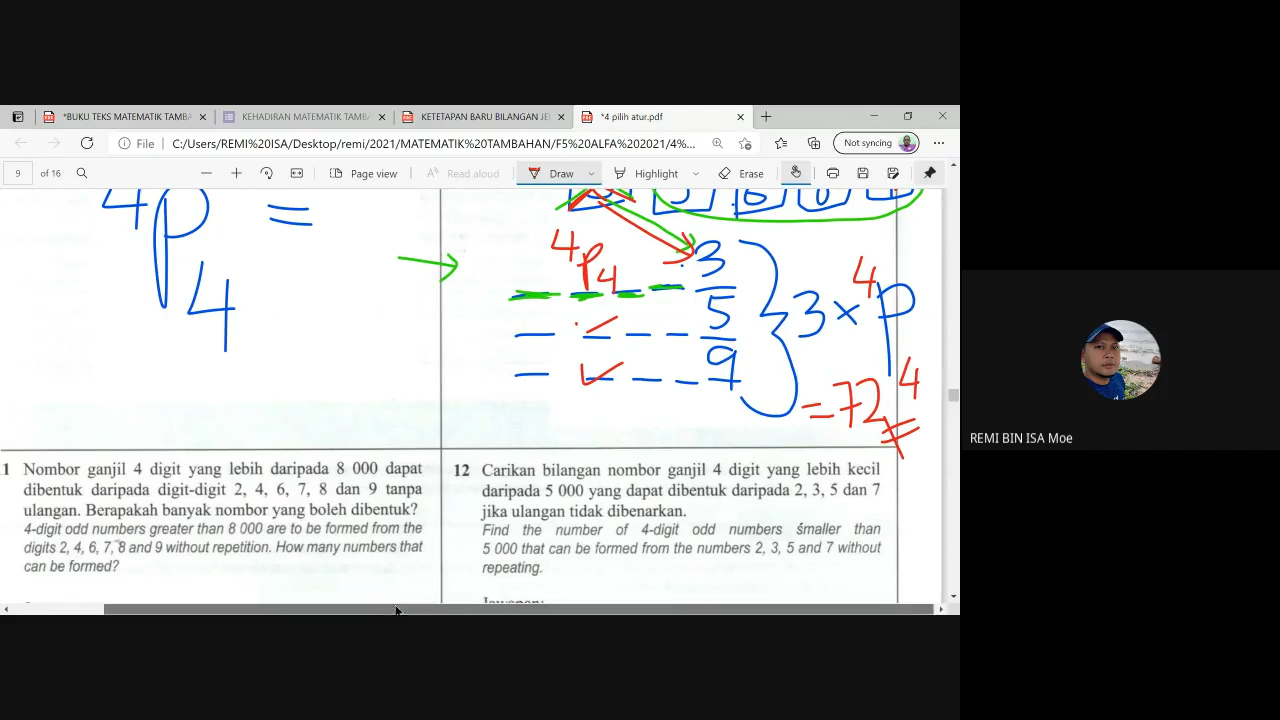 *BUKU TEKS MATEMATIK TAMBA
KEHADIRAN MATEMATIK TAMBA
KETETAPAN BARU BILANGAN JEI
*4 pilih atur.pdf
File
C:/Users/REMI%20ISA/Desktop/remi/2021/MATEMATIK%20TAMBAHAN/F5%20ALFA%202021/4%...
Not syncing
9 of 16
Page view
Read aloud
Draw
Highlight
Erase
4P4 =
4P4
3
5
9
3 × 4P4
= 72
1 Nombor ganjil 4 digit yang lebih daripada 8 000 dapat
dibentuk daripada digit-digit 2, 4, 6, 7, 8 dan 9 tanpa
ulangan. Berapakah banyak nombor yang boleh dibentuk?
4-digit odd numbers greater than 8 000 are to be formed from the
digits 2, 4, 6, 7, 8 and 9 without repetition. How many numbers that
can be formed?
12 Carikan bilangan nombor ganjil 4 digit yang lebih kecil
daripada 5 000 yang dapat dibentuk daripada 2, 3, 5 dan 7
jika ulangan tidak dibenarkan.
Find the number of 4-digit odd numbers smaller than
5 000 that can be formed from the numbers 2, 3, 5 and 7 without
repeating.
REMI BIN ISA Moe